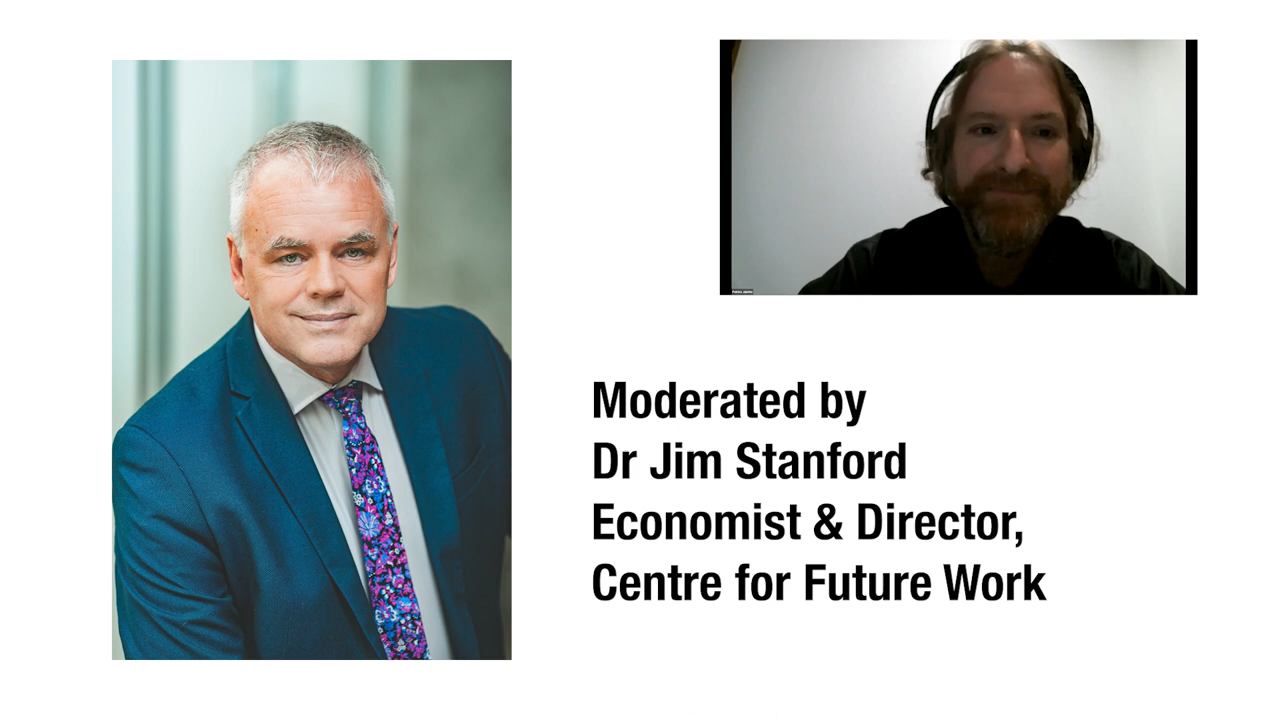 Moderated by
Dr Jim Stanford
Economist & Director,
Centre for Future Work